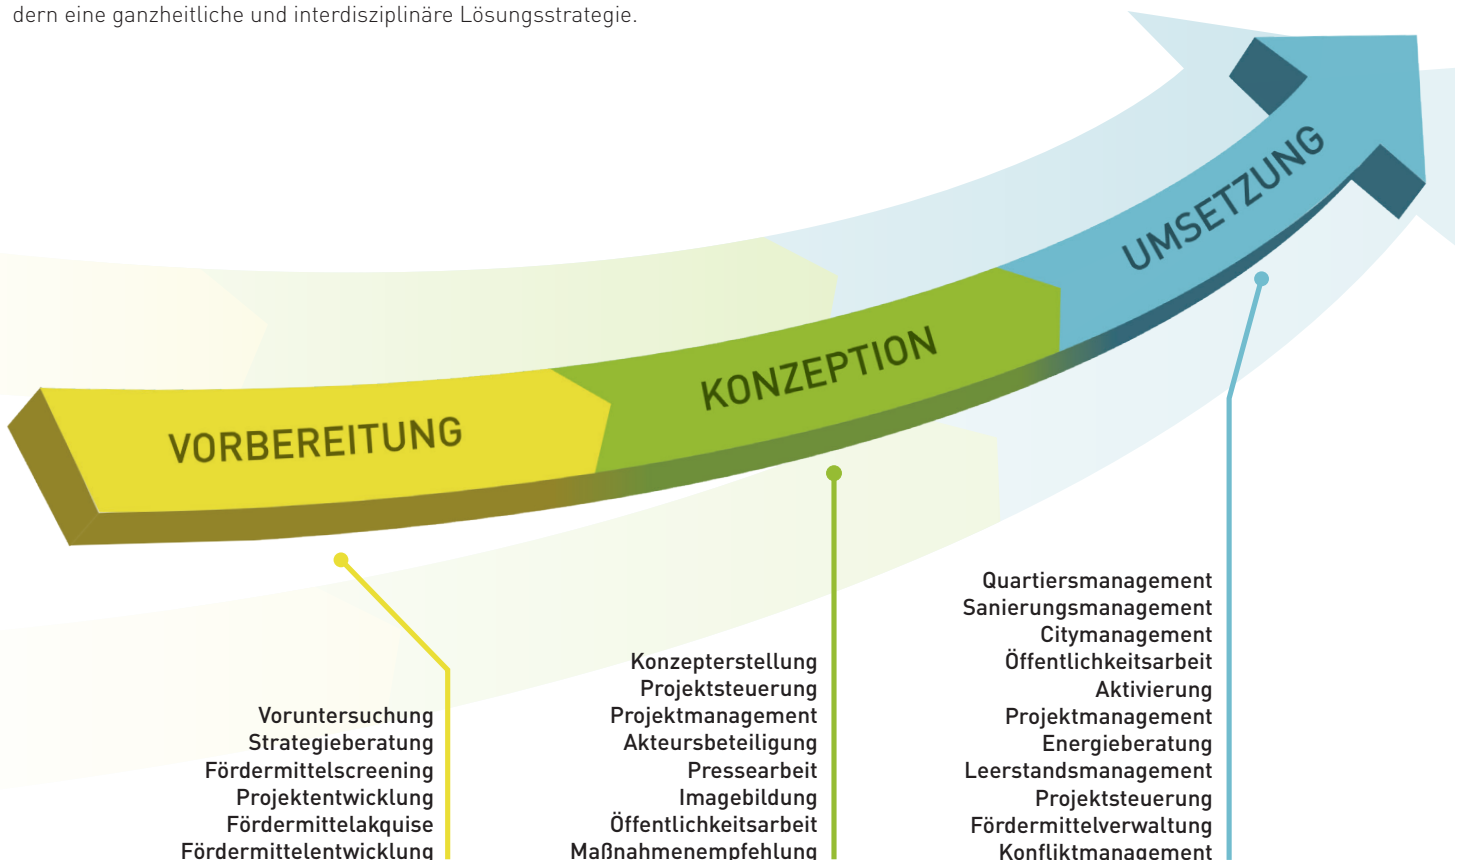 dern eine ganzheitliche und interdisziplinäre Lösungsstrategie.
VORBEREITUNG
KONZEPTION
UMSETZUNG
Voruntersuchung
Strategieberatung
Fördermittelscreening
Projektentwicklung
Fördermittelakquise
Fördermittelentwicklung
Konzepterstellung
Projektsteuerung
Projektmanagement
Akteursbeteiligung
Pressearbeit
Imagebildung
Öffentlichkeitsarbeit
Maßnahmenempfehlung
Quartiersmanagement
Sanierungsmanagement
Citymanagement
Öffentlichkeitsarbeit
Aktivierung
Projektmanagement
Energieberatung
Leerstandsmanagement
Projektsteuerung
Fördermittelverwaltung
Konfliktmanagement